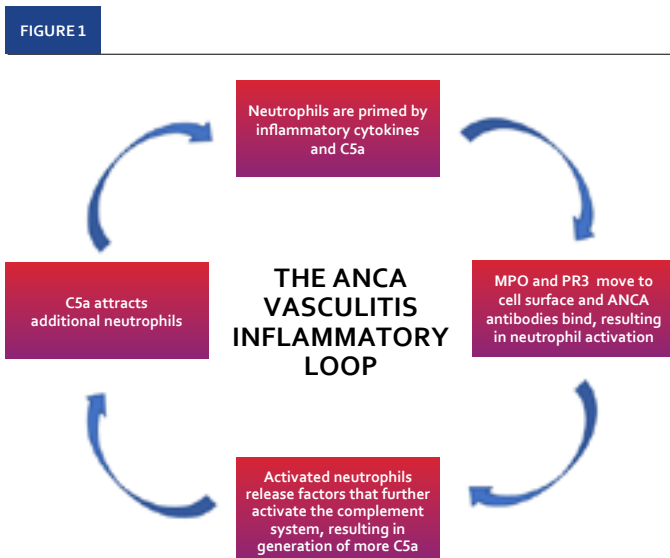 FIGURE 1
Neutrophils are primed by
inflammatory cytokines
and C5a
MPO and PR3 move to
cell surface and ANCA
antibodies bind, resulting
in neutrophil activation
C5a attracts
additional neutrophils
THE ANCA
VASCULITIS
INFLAMMATORY
LOOP
Activated neutrophils
release factors that further
activate the complement
system, resulting in
generation of more C5a